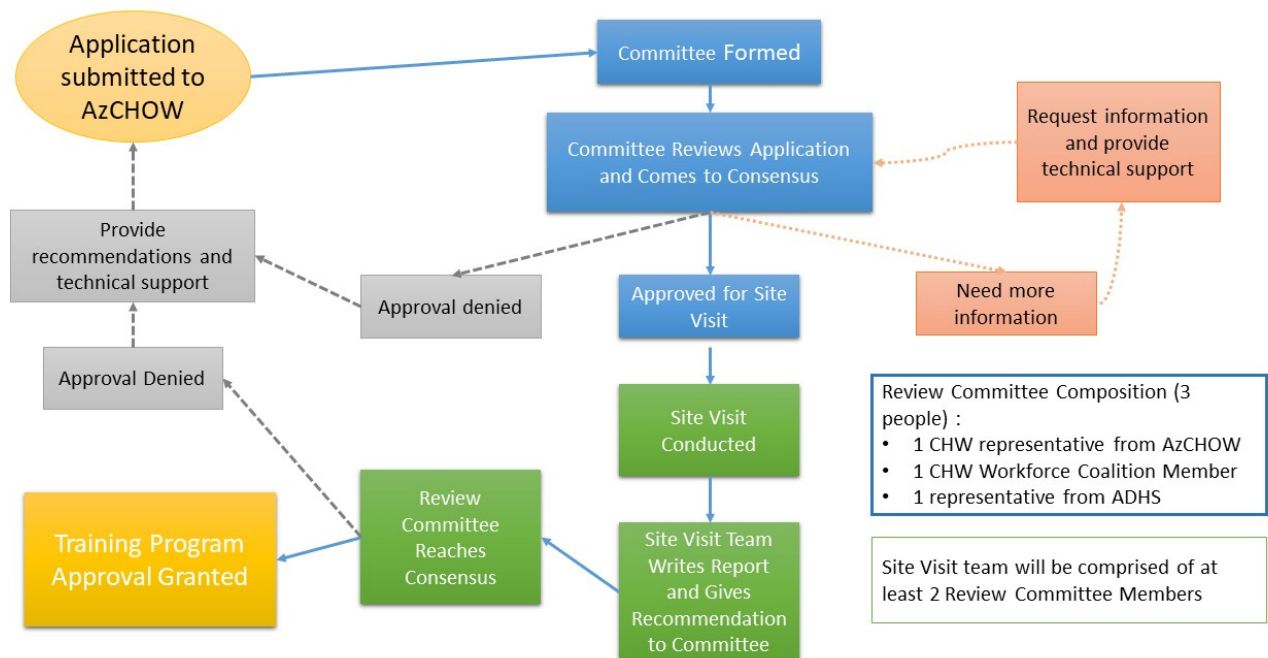 Application
submitted to
AzCHOW
Committee Formed
Committee Reviews Application
and Comes to Consensus
Request information
and provide
technical support
Provide
recommendations and
technical support
Approval denied
Approved for Site
Visit
Need more
information
Approval Denied
Site Visit
Conducted
Review Committee Composition (3
people) :
• 1 CHW representative from AzCHOW
• 1 CHW Workforce Coalition Member
• 1 representative from ADHS
Training Program
Approval Granted
Review
Committee
Reaches
Consensus
Site Visit Team
Writes Report
and Gives
Recommendation
to Committee
Site Visit team will be comprised of at
least 2 Review Committee Members